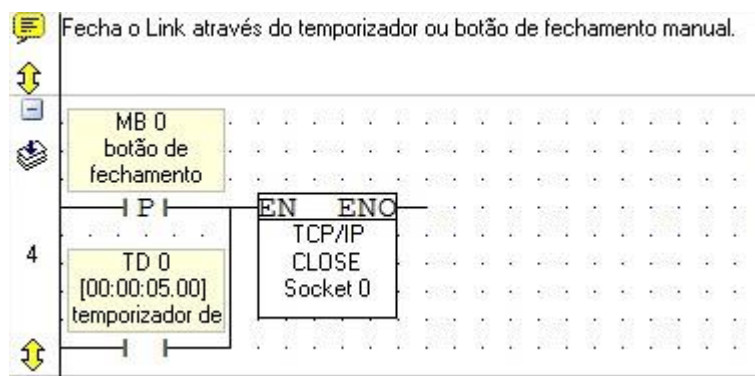 Fecha o Link através do temporizador ou botão de fechamento manual.
MB 0
botão de
fechamento
P
EN ENO
TCP/IP
CLOSE
Socket 0
4
TD 0
[00:00:05.00]
temporizador de